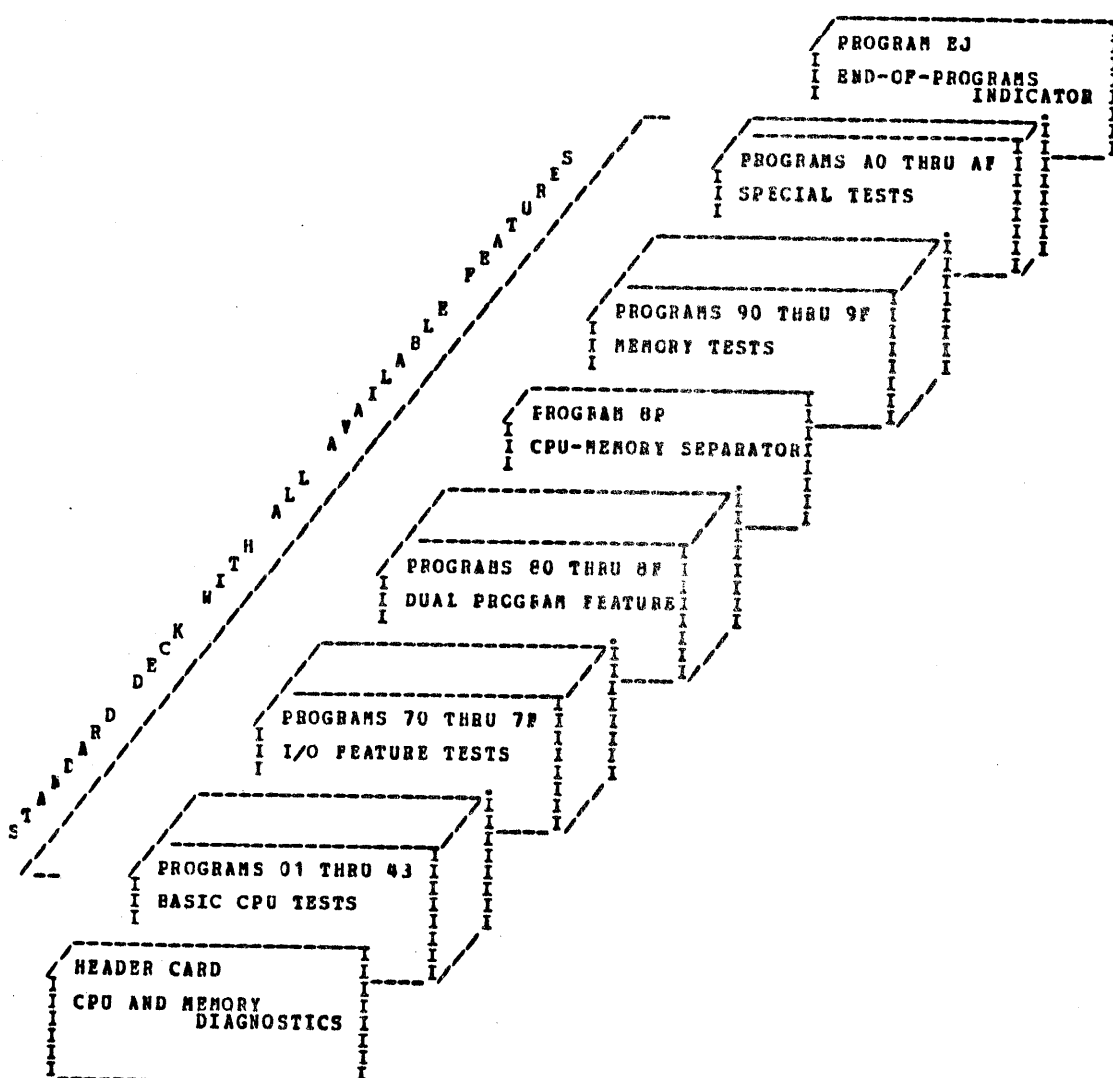 PROGRAM EJ
END-OF-PROGRAMS
INDICATOR
PROGRAMS A0 THRU AF
SPECIAL TESTS
PROGRAMS 90 THRU 9F
MEMORY TESTS
PROGRAM 8F
CPU-MEMORY SEPARATOR
PROGRAMS 80 THRU 8F
DUAL PROGRAM FEATURE
PROGRAMS 70 THRU 7F
I/O FEATURE TESTS
PROGRAMS 01 THRU 43
BASIC CPU TESTS
HEADER CARD
CPU AND MEMORY
DIAGNOSTICS
STANDARD DECK WITH ALL AVAILABLE FEATURES